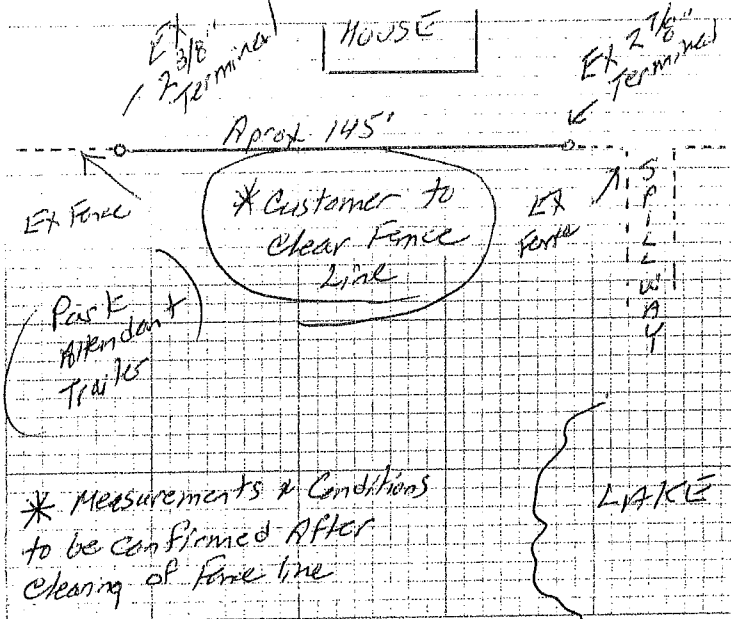 HOUSE
EX
2 3/8"
Terminal
EX 2 7/8"
Terminal
Aprox 145'
EX Fence
* Customer to
Clear Fence
Line
EX
Fence
SPILLWAY
Park
Attendant
Trailer
LAKE
* Measurements & Conditions
to be confirmed After
Clearing of Fence line